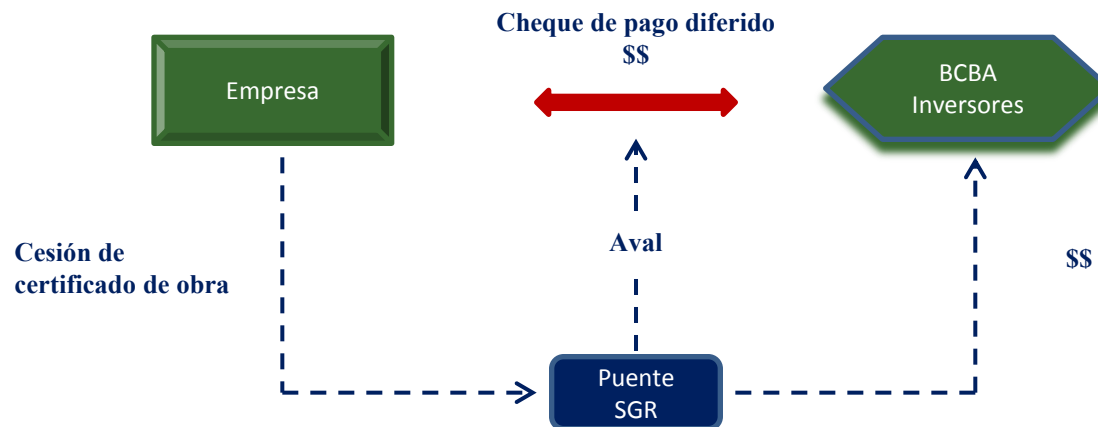 Cheque de pago diferido
$$
Empresa
BCBA
Inversores
Cesión de
certificado de obra
Aval
$$
Puente
SGR